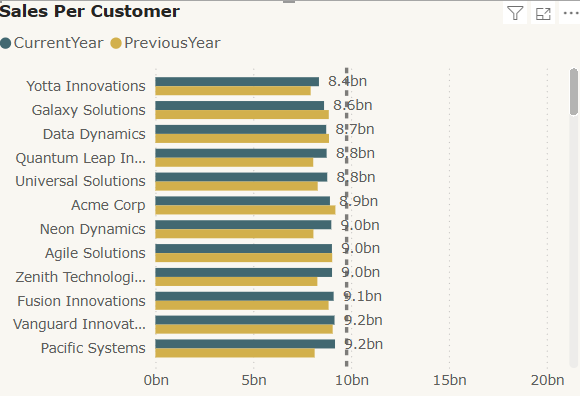 Sales Per Customer
CurrentYear PreviousYear
Yotta Innovations 8.4bn
Galaxy Solutions 8.6bn
Data Dynamics 8.7bn
Quantum Leap In... 8.8bn
Universal Solutions 8.8bn
Acme Corp 8.9bn
Neon Dynamics 9.0bn
Agile Solutions 9.0bn
Zenith Technologi... 9.0bn
Fusion Innovations 9.1bn
Vanguard Innovat... 9.2bn
Pacific Systems 9.2bn
0bn 5bn 10bn 15bn 20bn